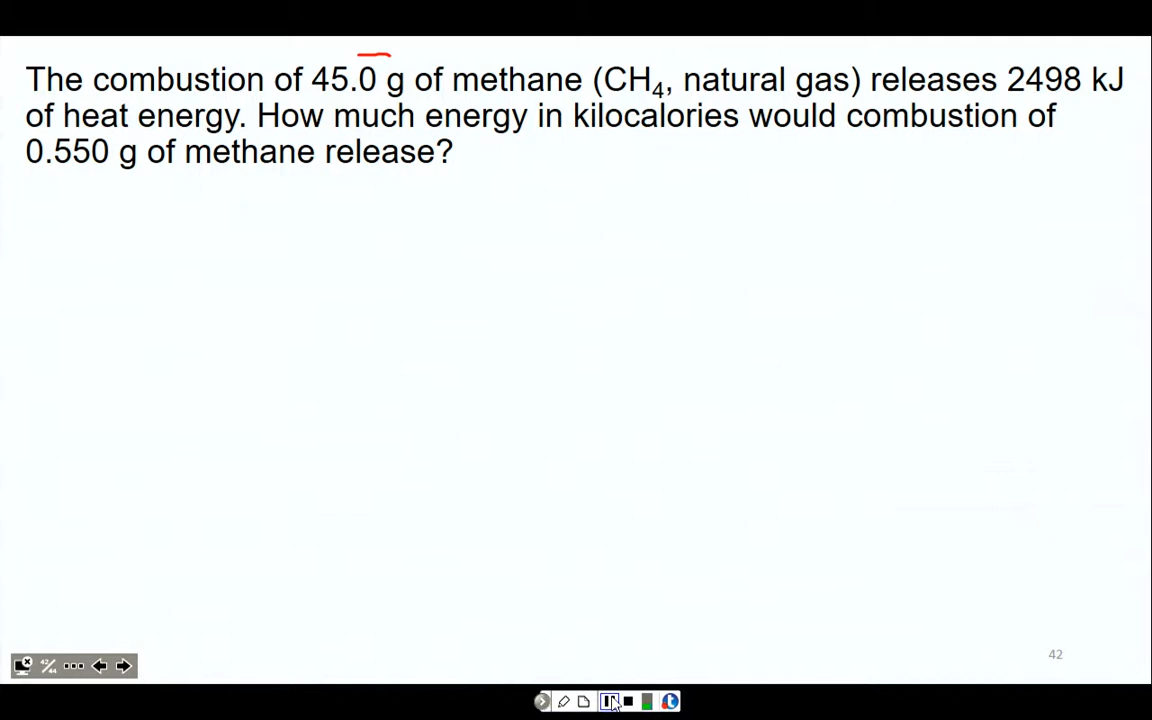 The combustion of 45.0 g of methane (CH₄, natural gas) releases 2498 kJ
of heat energy. How much energy in kilocalories would combustion of
0.550 g of methane release?
42